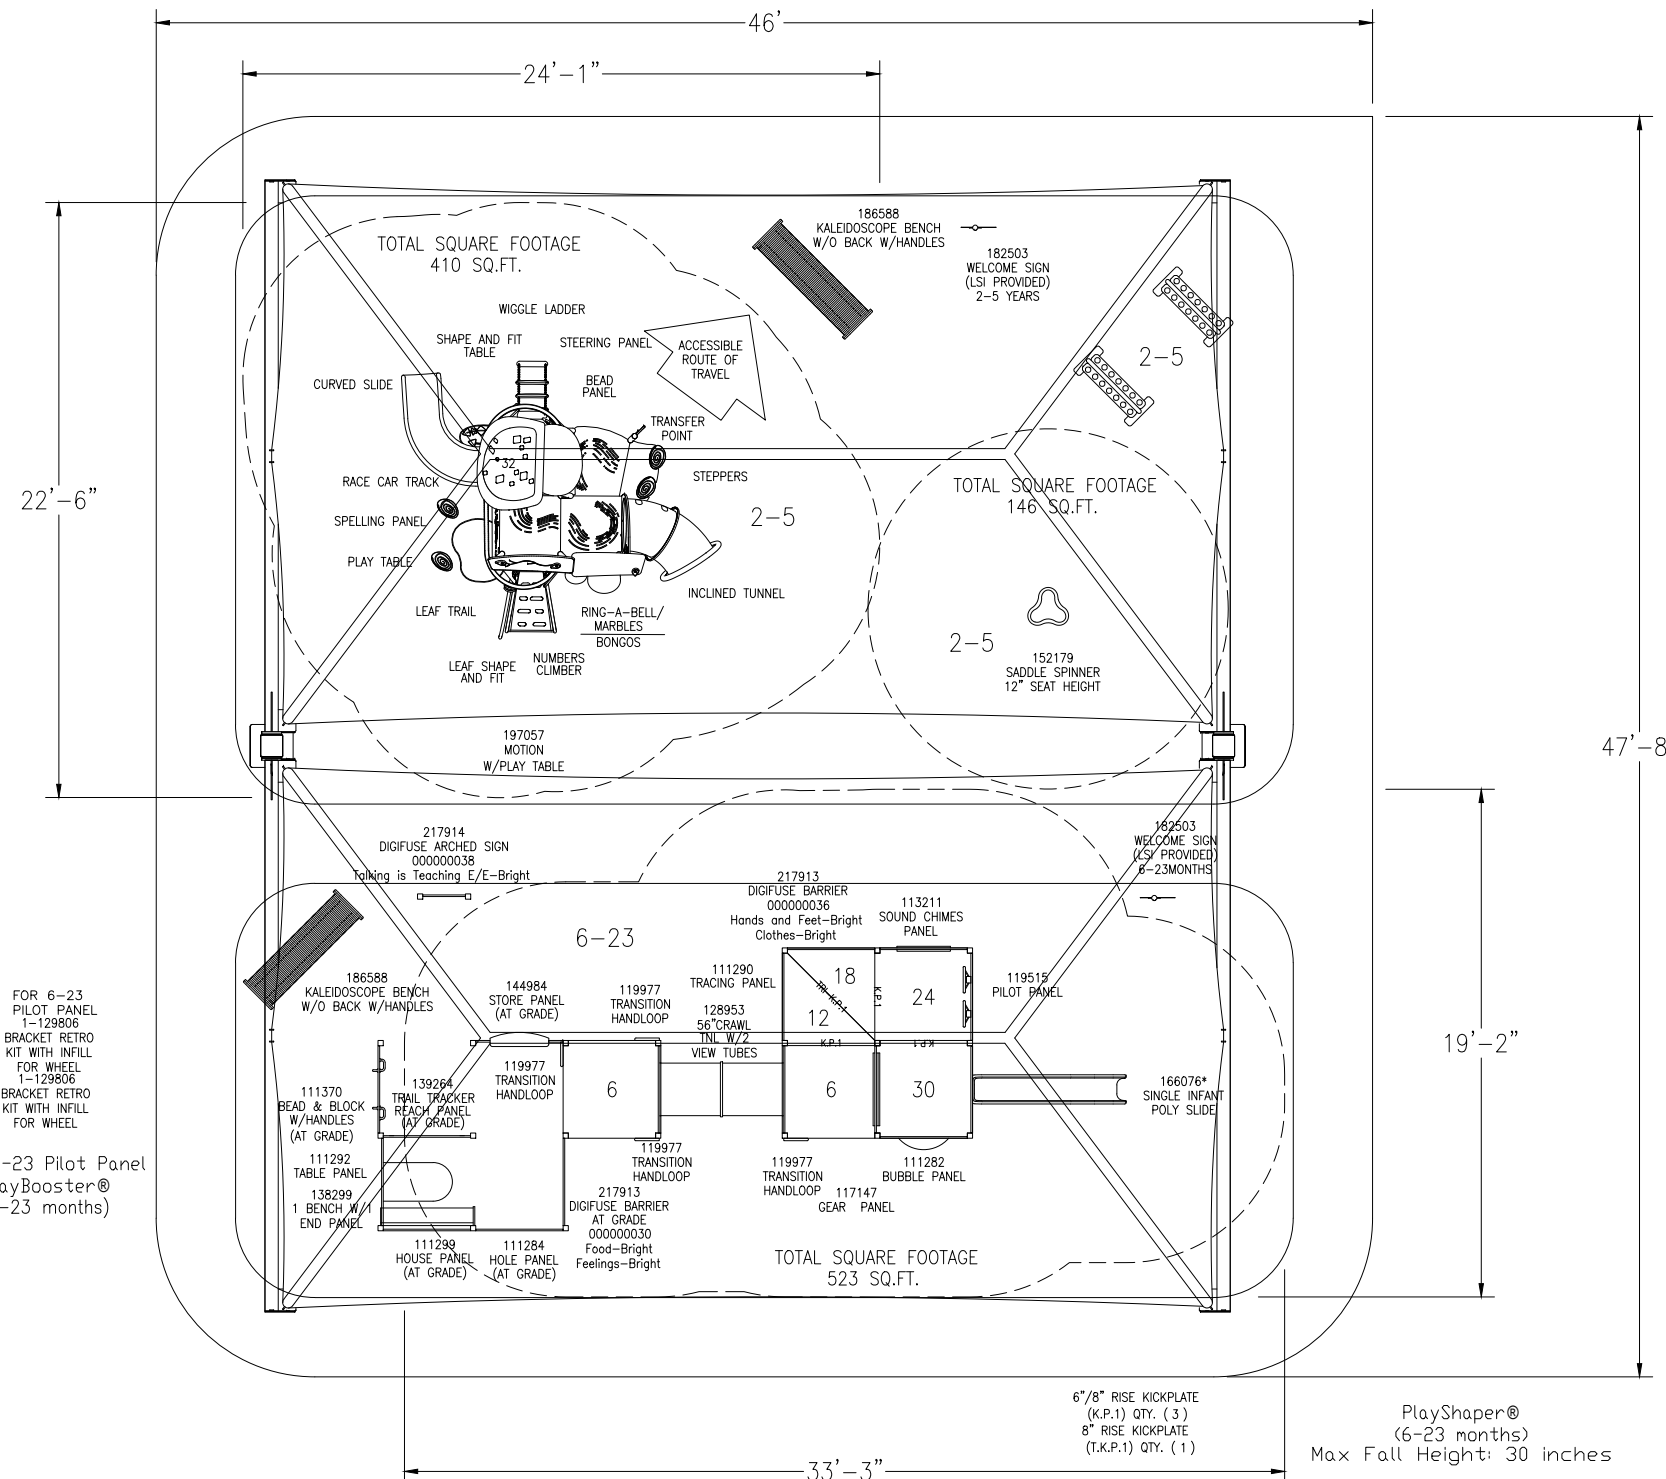 46'
24'-1"
186588
KALEIDOSCOPE BENCH
W/O BACK W/HANDLES
182503
WELCOME SIGN
(LSI PROVIDED)
2-5 YEARS
TOTAL SQUARE FOOTAGE
410 SQ.FT.
WIGGLE LADDER
SHAPE AND FIT
TABLE
STEERING PANEL
ACCESSIBLE
ROUTE OF
TRAVEL
BEAD
PANEL
CURVED SLIDE
2-5
TRANSFER
POINT
32
RACE CAR TRACK
STEPPERS
TOTAL SQUARE FOOTAGE
146 SQ.FT.
22'-6"
SPELLING PANEL
2-5
PLAY TABLE
INCLINED TUNNEL
LEAF TRAIL
RING-A-BELL/
MARBLES
BONGOS
2-5
152179
SADDLE SPINNER
12" SEAT HEIGHT
LEAF SHAPE
AND FIT
NUMBERS
CLIMBER
197057
MOTION
W/PLAY TABLE
47'-8
217914
DIGIFUSE ARCHED SIGN
000000038
Talking is Teaching E/E-Bright
182503
WELCOME SIGN
(LSI PROVIDED)
6-23MONTHS
217913
DIGIFUSE BARRIER
000000036
Hands and Feet-Bright
Clothes-Bright
113211
SOUND CHIMES
PANEL
6-23
186588
KALEIDOSCOPE BENCH
W/O BACK W/HANDLES
144984
STORE PANEL
(AT GRADE)
119977
TRANSITION
HANDLOOP
111290
TRACING PANEL
128953
56"CRAWL
TNL W/2
VIEW TUBES
18
T.K.P.1
12
K.P.1
24
K.P.1
K.P.1
119515
PILOT PANEL
FOR 6-23
PILOT PANEL
1-129806
BRACKET RETRO
KIT WITH INFILL
FOR WHEEL
1-129806
BRACKET RETRO
KIT WITH INFILL
FOR WHEEL
19'-2"
119977
TRANSITION
HANDLOOP
6
6
30
111370
BEAD & BLOCK
W/HANDLES
(AT GRADE)
139264
TRAIL TRACKER
REACH PANEL
(AT GRADE)
166076*
SINGLE INFANT
POLY SLIDE
-23 Pilot Panel
ayBooster®
-23 months)
111292
TABLE PANEL
138299
1 BENCH W/1
END PANEL
119977
TRANSITION
HANDLOOP
119977
TRANSITION
HANDLOOP
111282
BUBBLE PANEL
117147
GEAR PANEL
217913
DIGIFUSE BARRIER
AT GRADE
000000030
Food-Bright
Feelings-Bright
111299
HOUSE PANEL
(AT GRADE)
111284
HOLE PANEL
(AT GRADE)
TOTAL SQUARE FOOTAGE
523 SQ.FT.
6"/8" RISE KICKPLATE
(K.P.1) QTY. ( 3 )
8" RISE KICKPLATE
(T.K.P.1) QTY. ( 1 )
PlayShaper®
(6-23 months)
Max Fall Height: 30 inches
33'-3"